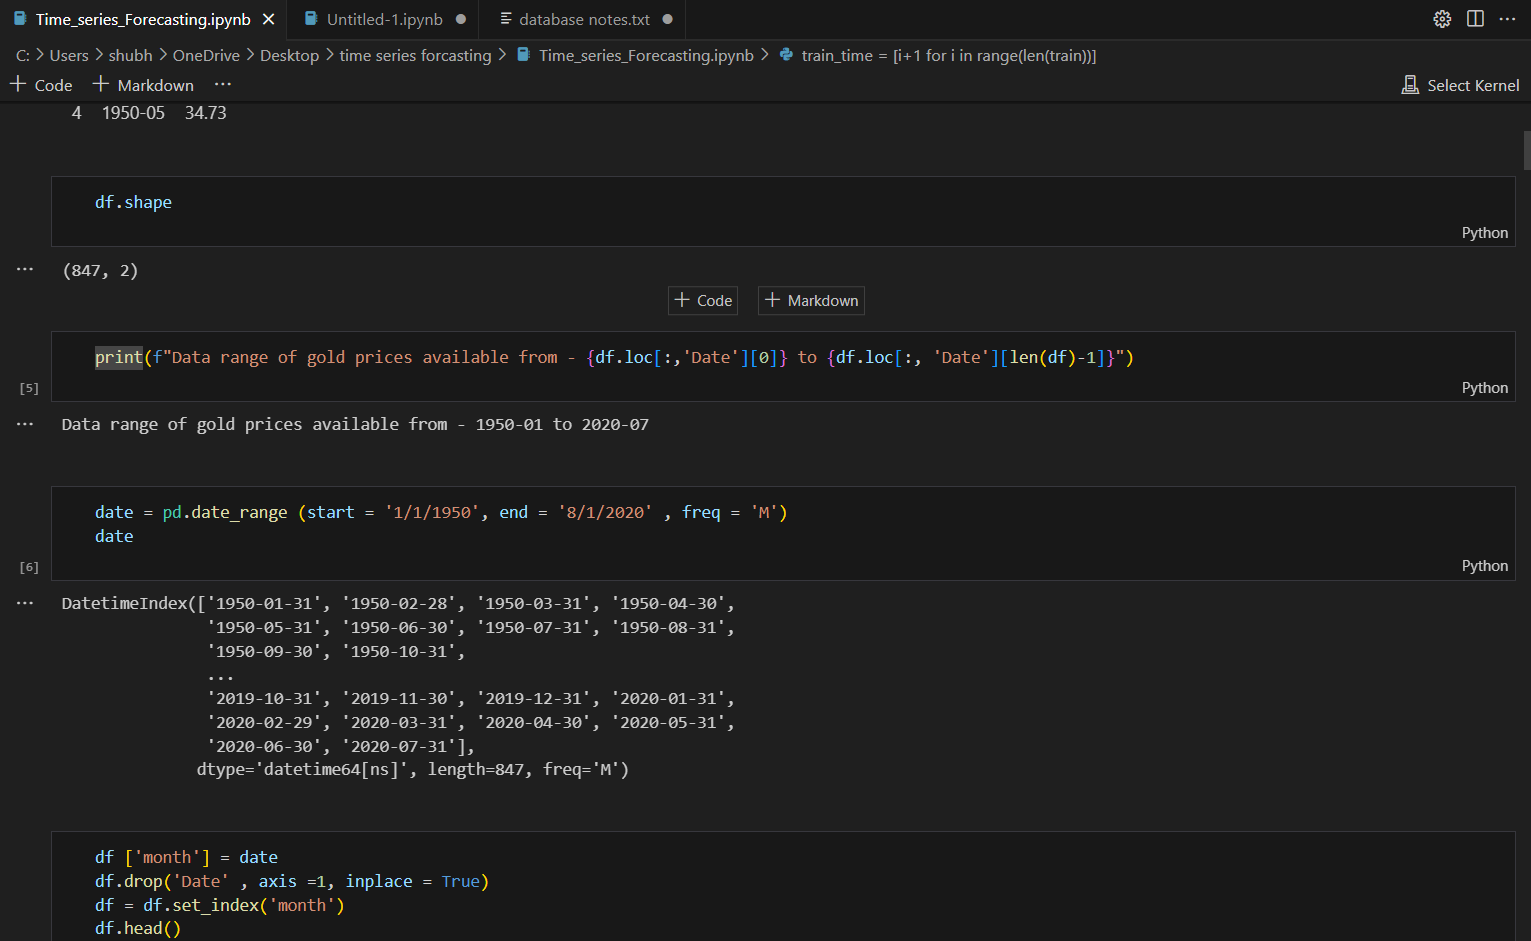 Time_series_Forecasting.ipynb Untitled-1.ipynb database notes.txt
C: > Users > shubh > OneDrive > Desktop > time series forcasting > Time_series_Forecasting.ipynb > train_time = [i+1 for i in range(len(train))]
+ Code + Markdown ... Select Kernel
4 1950-05 34.73
df.shape
Python
... (847, 2)
+ Code + Markdown
print(f"Data range of gold prices available from - {df.loc[:,'Date'][0]} to {df.loc[:, 'Date'][len(df)-1]}")
[5] Python
... Data range of gold prices available from - 1950-01 to 2020-07
date = pd.date_range (start = '1/1/1950', end = '8/1/2020' , freq = 'M')
date
[6] Python
... DatetimeIndex(['1950-01-31', '1950-02-28', '1950-03-31', '1950-04-30',
'1950-05-31', '1950-06-30', '1950-07-31', '1950-08-31',
'1950-09-30', '1950-10-31',
...
'2019-10-31', '2019-11-30', '2019-12-31', '2020-01-31',
'2020-02-29', '2020-03-31', '2020-04-30', '2020-05-31',
'2020-06-30', '2020-07-31'],
dtype='datetime64[ns]', length=847, freq='M')
df ['month'] = date
df.drop('Date' , axis =1, inplace = True)
df = df.set_index('month')
df.head()